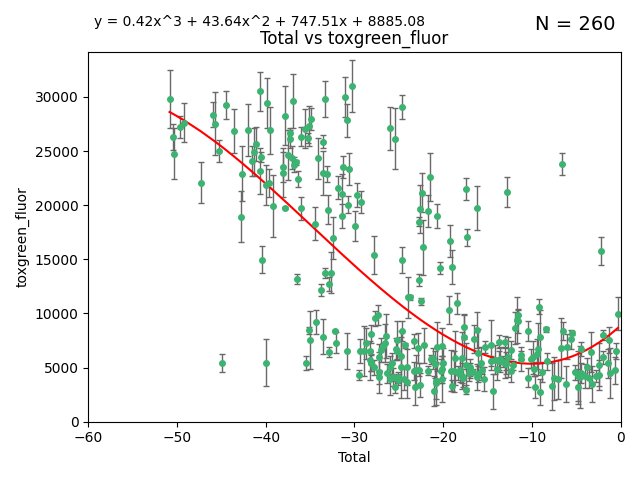 y = 0.42x^3 + 43.64x^2 + 747.51x + 8885.08
N = 260
Total vs toxgreen_fluor
toxgreen_fluor
30000
25000
20000
15000
10000
5000
0
−60
−50
−40
−30
−20
−10
0
Total